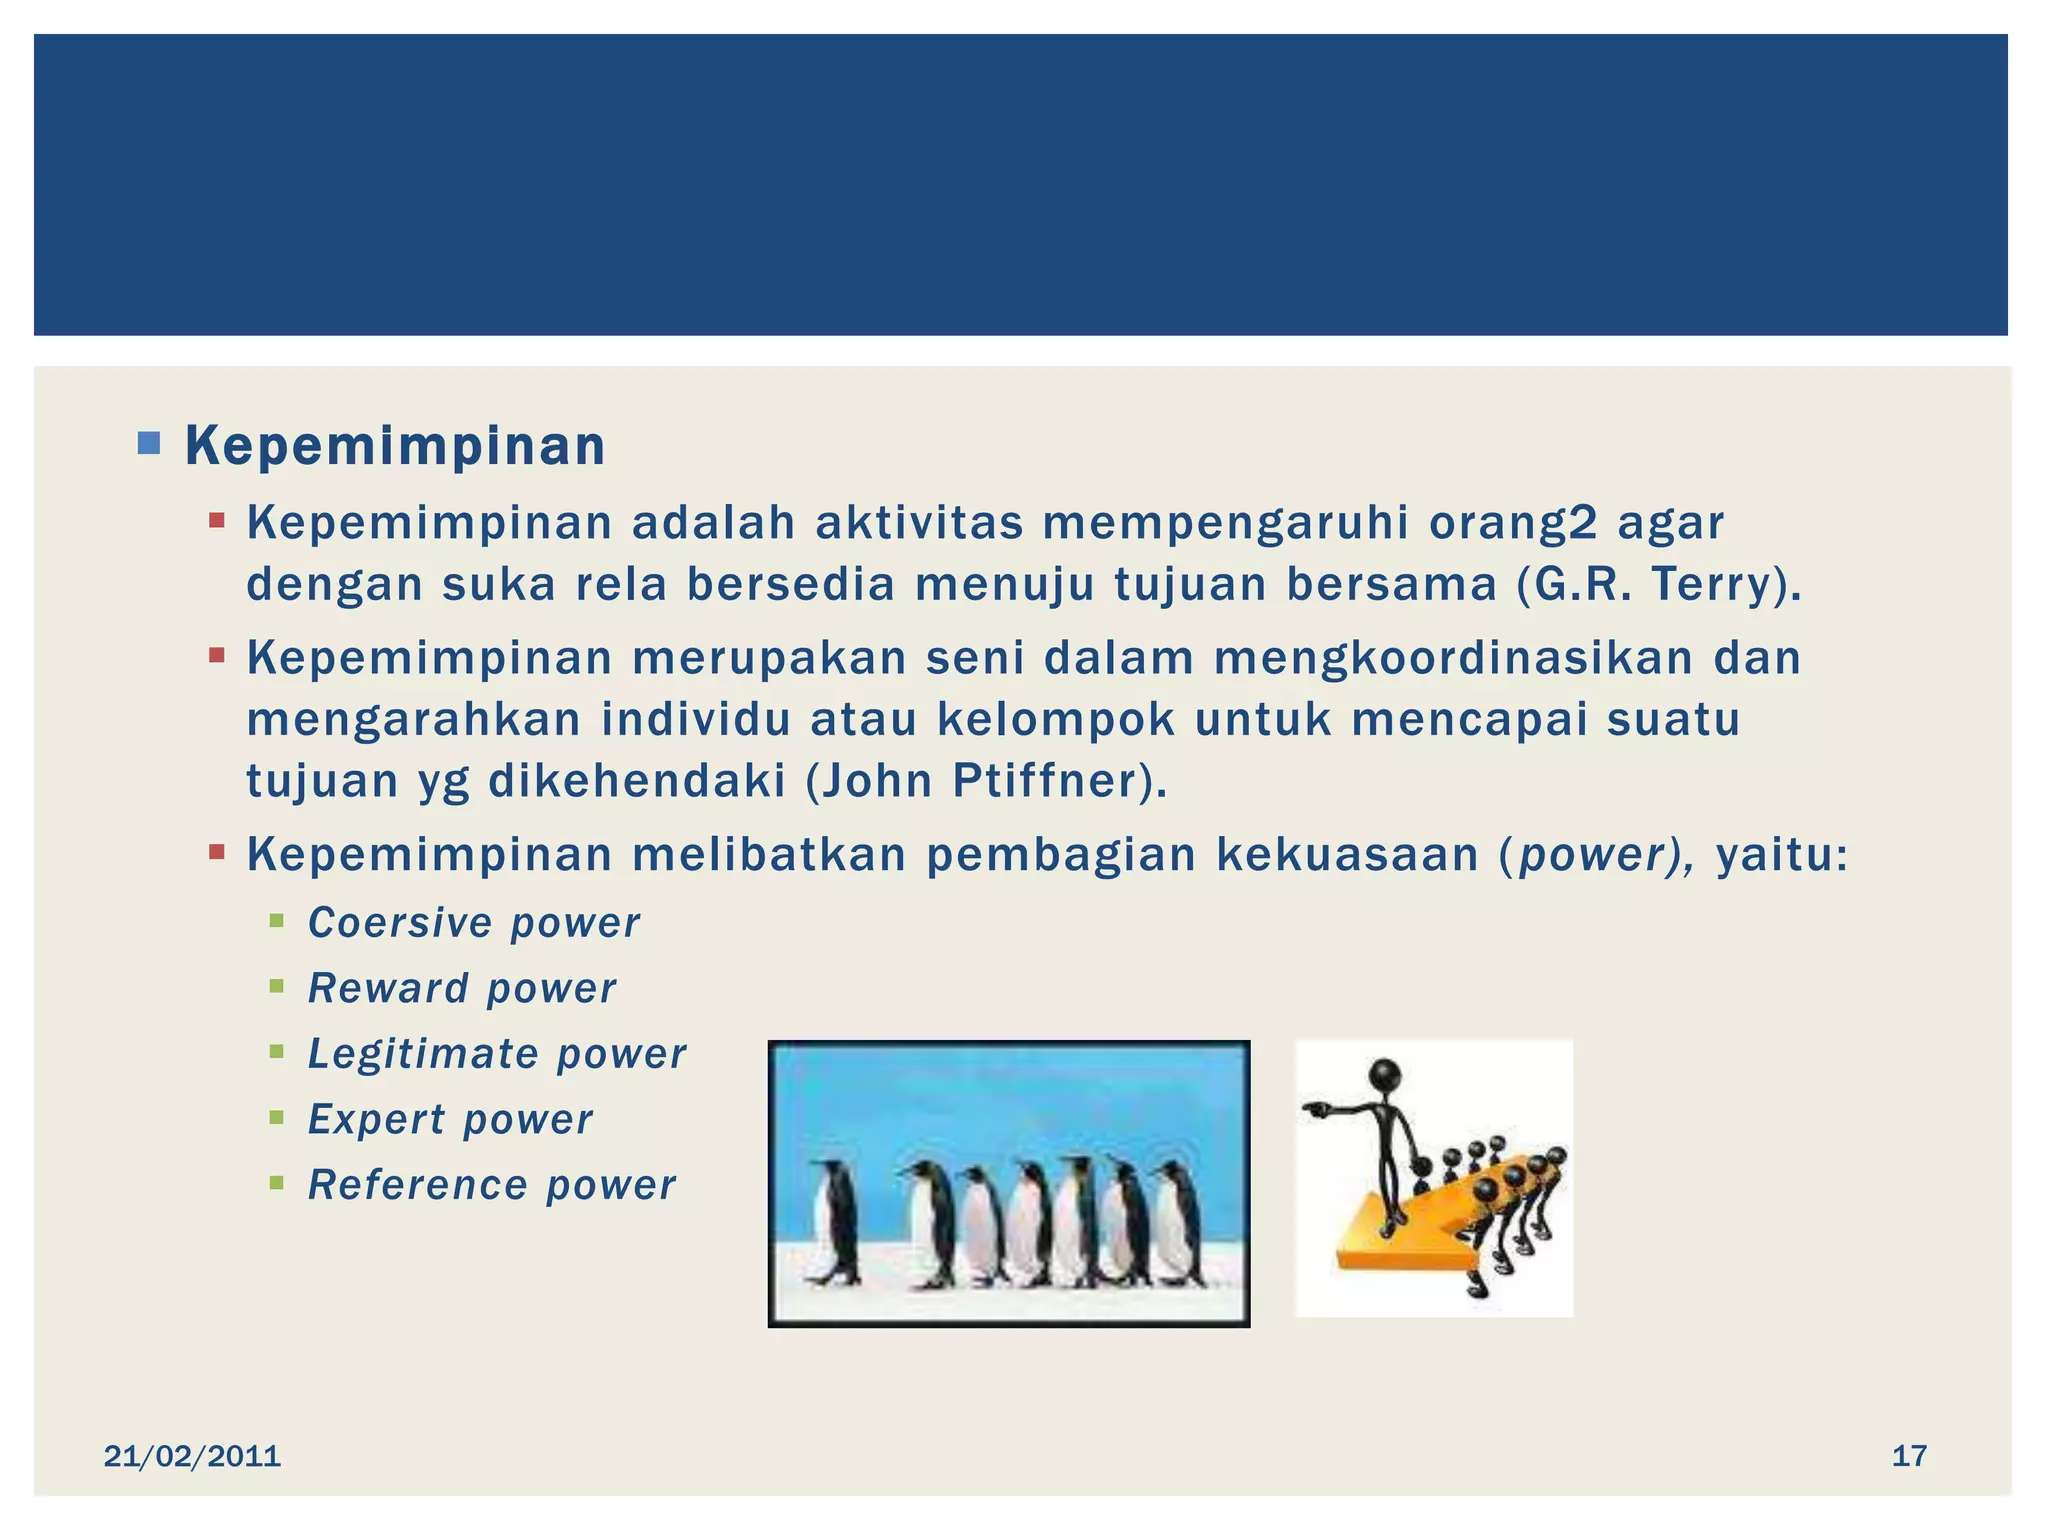 Kepemimpinan
Kepemimpinan adalah aktivitas mempengaruhi orang2 agar
dengan suka rela bersedia menuju tujuan bersama (G.R. Terry).
Kepemimpinan merupakan seni dalam mengkoordinasikan dan
mengarahkan individu atau kelompok untuk mencapai suatu
tujuan yg dikehendaki (John Ptiffner).
Kepemimpinan melibatkan pembagian kekuasaan (power), yaitu:
Coersive power
Reward power
Legitimate power
Expert power
Reference power
21/02/2011
17